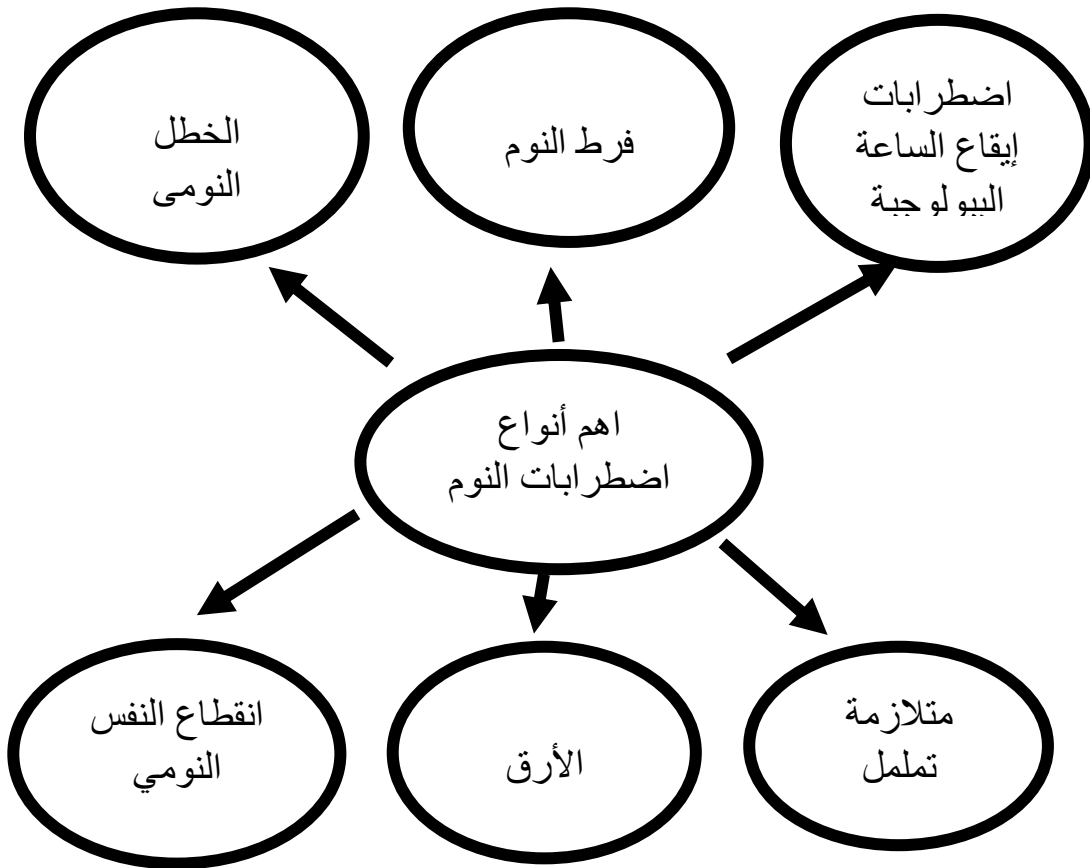 اضطرابات
إيقاع الساعة
البيولوجية
فرط النوم
الخطل
النومى
اهم أنواع
اضطرابات النوم
متلازمة
تململ
الأرق
انقطاع النفس
النومي